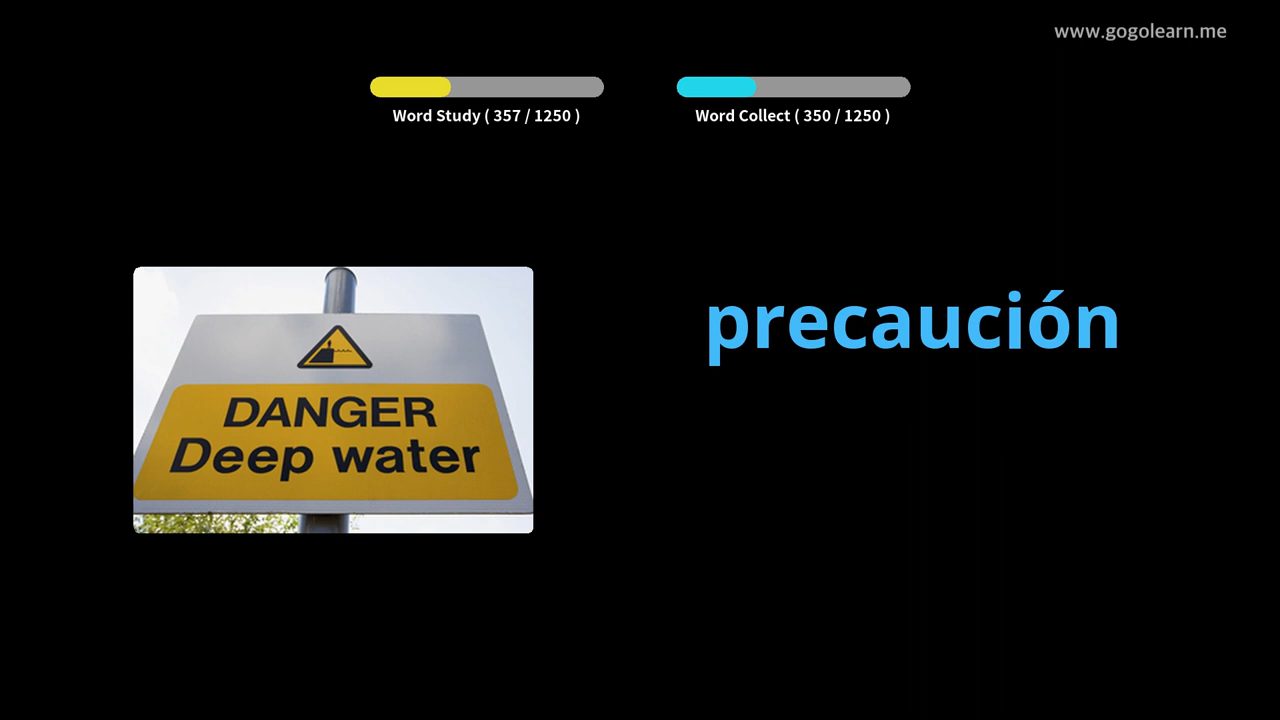 www.gogolearn.me
Word Study ( 357 / 1250 )
Word Collect ( 350 / 1250 )
DANGER
Deep water
precaución